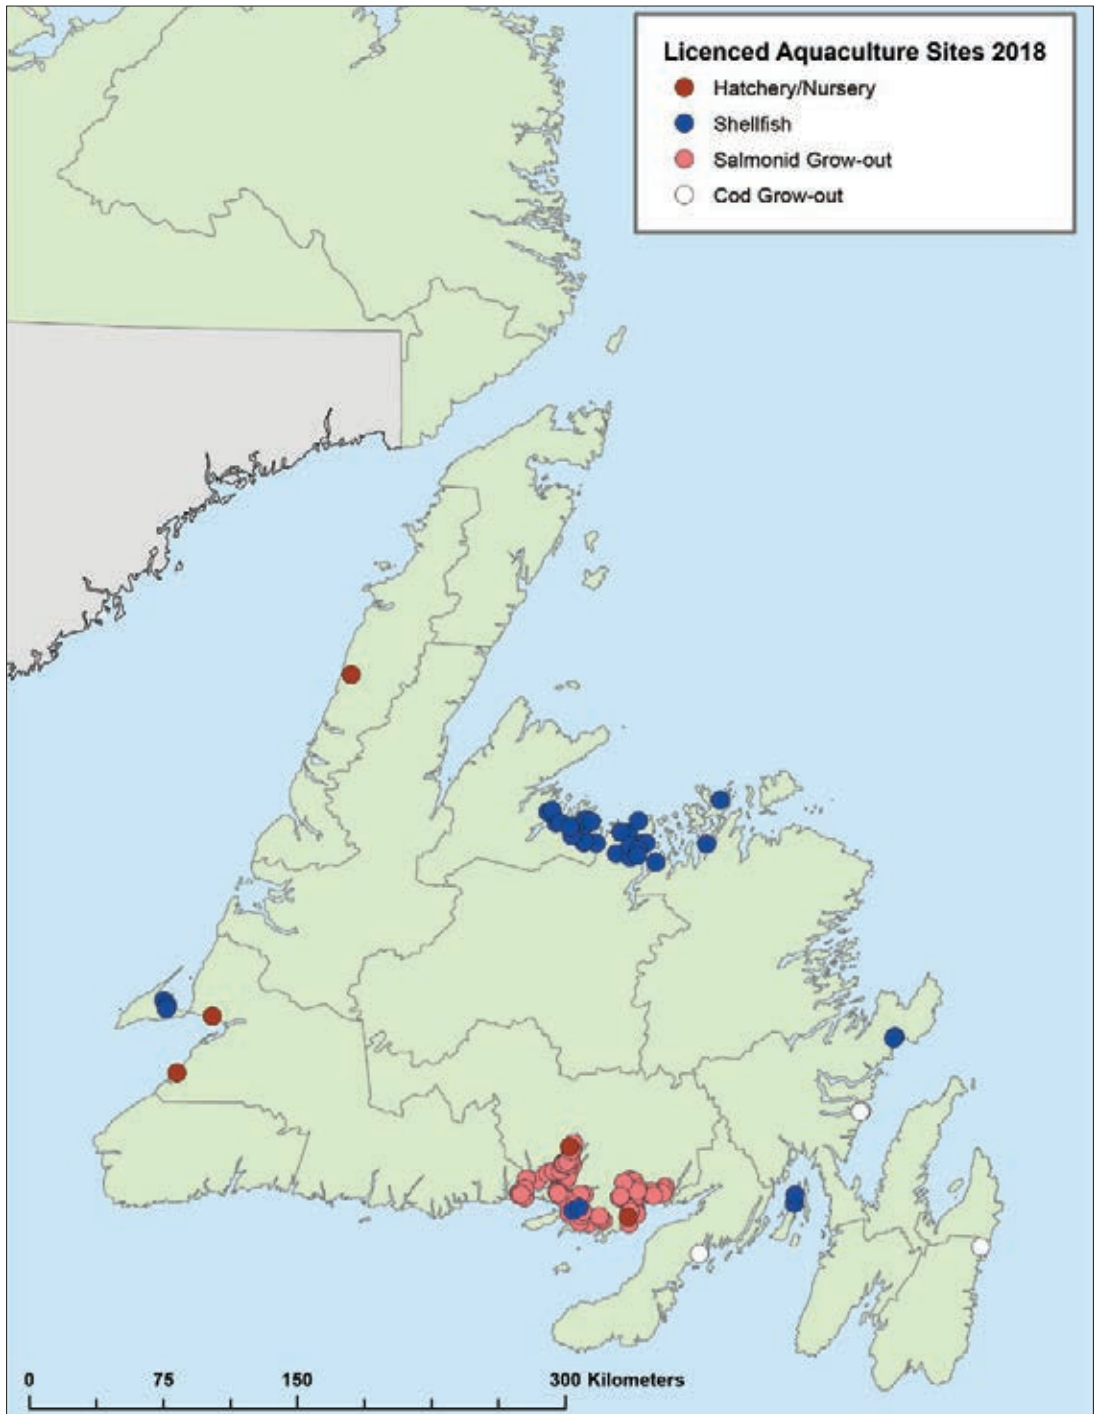 Licenced Aquaculture Sites 2018
Hatchery/Nursery
Shellfish
Salmonid Grow-out
Cod Grow-out
0 75 150 300 Kilometers